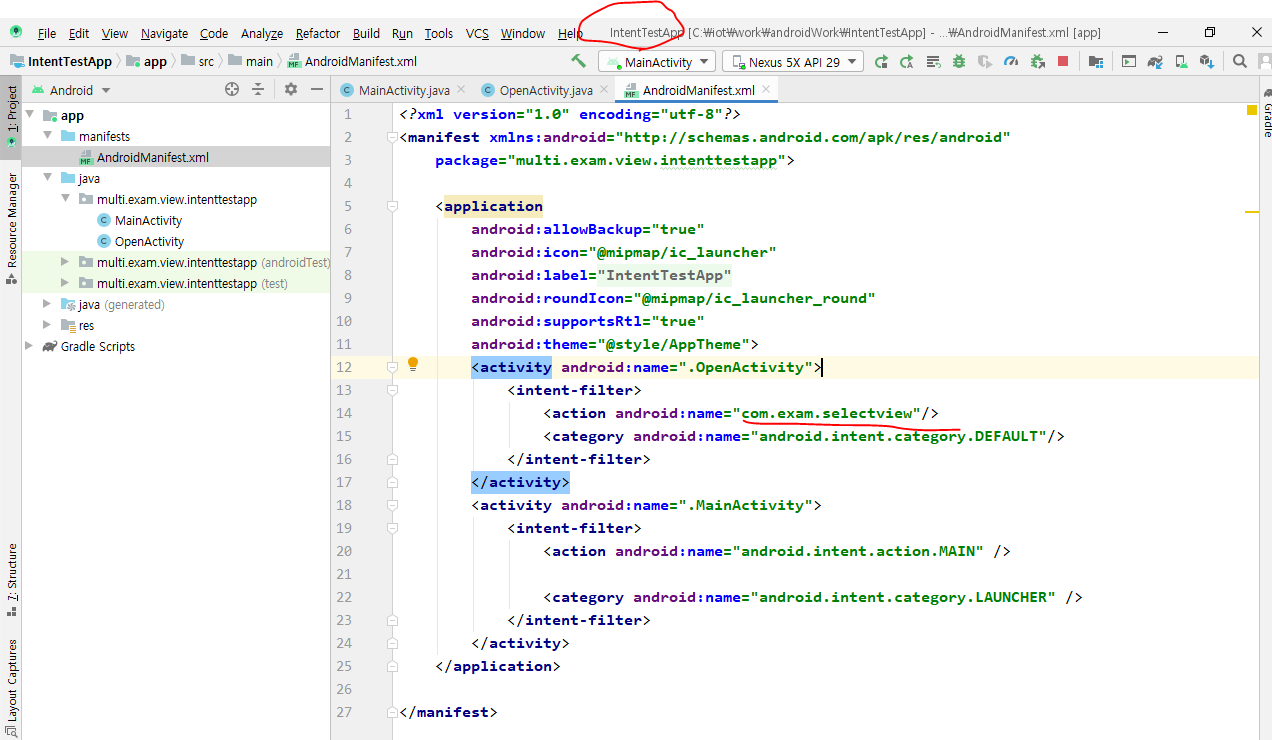 File Edit View Navigate Code Analyze Refactor Build Run Tools VCS Window Help IntentTestApp [C:₩iot₩work₩androidWork₩IntentTestApp] - ...₩AndroidManifest.xml [app]
IntentTestApp app src main AndroidManifest.xml MainActivity Nexus 5X API 29
Android MainActivity.java OpenActivity.java AndroidManifest.xml
1: Project
Resource Manager
7: Structure
Layout Captures
Gradle
app
manifests
AndroidManifest.xml
java
multi.exam.view.intenttestapp
MainActivity
OpenActivity
multi.exam.view.intenttestapp (androidTest)
multi.exam.view.intenttestapp (test)
java (generated)
res
Gradle Scripts
1 <?xml version="1.0" encoding="utf-8"?>
2 <manifest xmlns:android="http://schemas.android.com/apk/res/android"
3 package="multi.exam.view.intenttestapp">
4
5 <application
6 android:allowBackup="true"
7 android:icon="@mipmap/ic_launcher"
8 android:label="IntentTestApp"
9 android:roundIcon="@mipmap/ic_launcher_round"
10 android:supportsRtl="true"
11 android:theme="@style/AppTheme">
12 <activity android:name=".OpenActivity">
13 <intent-filter>
14 <action android:name="com.exam.selectview"/>
15 <category android:name="android.intent.category.DEFAULT"/>
16 </intent-filter>
17 </activity>
18 <activity android:name=".MainActivity">
19 <intent-filter>
20 <action android:name="android.intent.action.MAIN" />
21
22 <category android:name="android.intent.category.LAUNCHER" />
23 </intent-filter>
24 </activity>
25 </application>
26
27 </manifest>